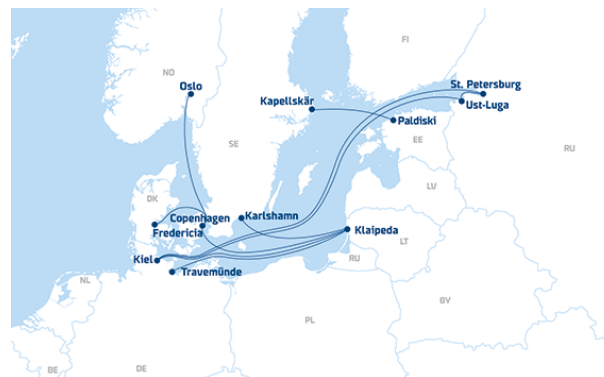 FI
NO
Oslo
St. Petersburg
Kapellskär
Ust-Luga
Paldiski
SE
EE
RU
LV
DK
Copenhagen
Karlshamn
Fredericia
Klaipeda
LT
Kiel
RU
Travemünde
NL
BY
PL
BE
DE